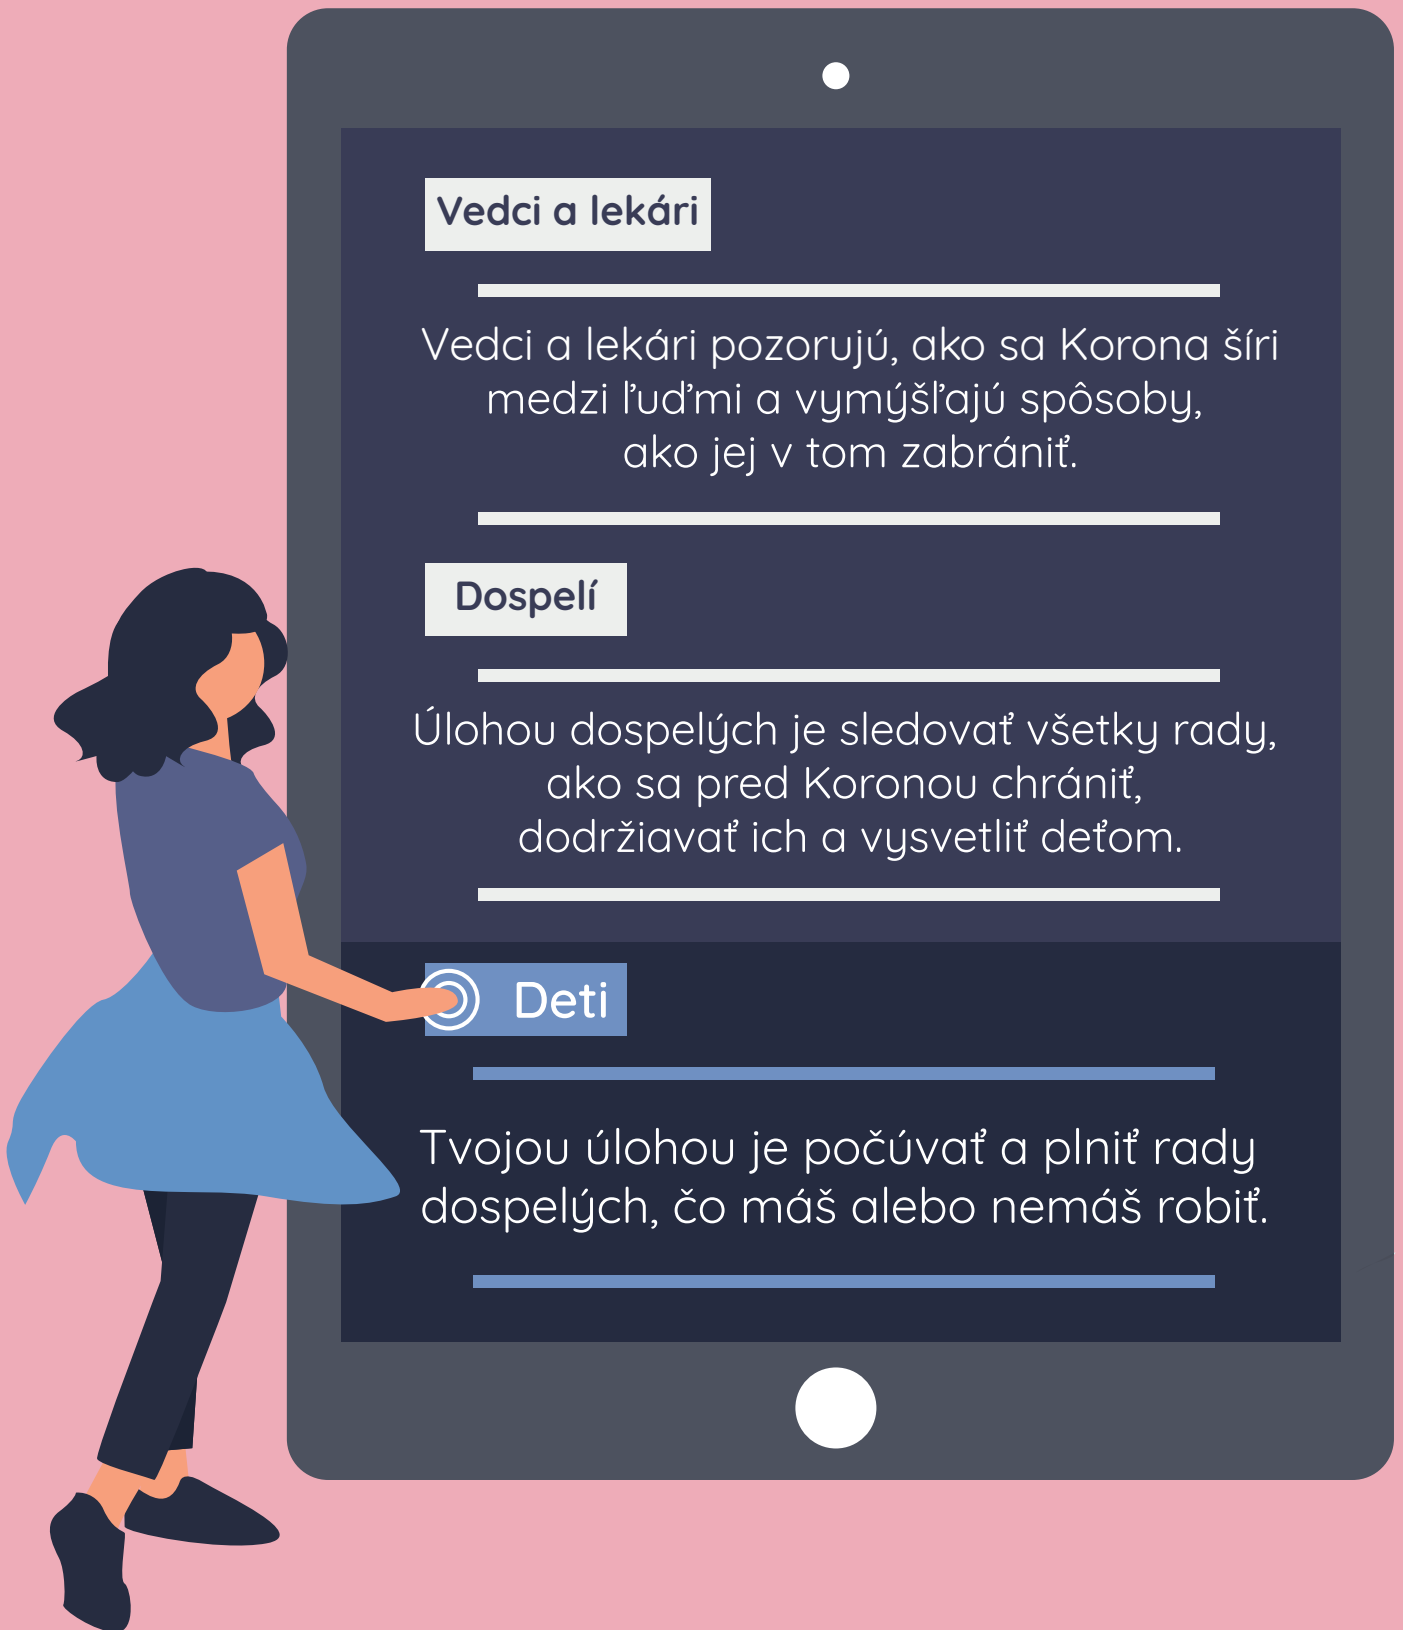 Vedci a lekári
Vedci a lekári pozorujú, ako sa Korona šíri
medzi ľuďmi a vymýšľajú spôsoby,
ako jej v tom zabrániť.
Dospelí
Úlohou dospelých je sledovať všetky rady,
ako sa pred Koronou chrániť,
dodržiavať ich a vysvetliť deťom.
Deti
Tvojou úlohou je počúvať a plniť rady
dospelých, čo máš alebo nemáš robiť.